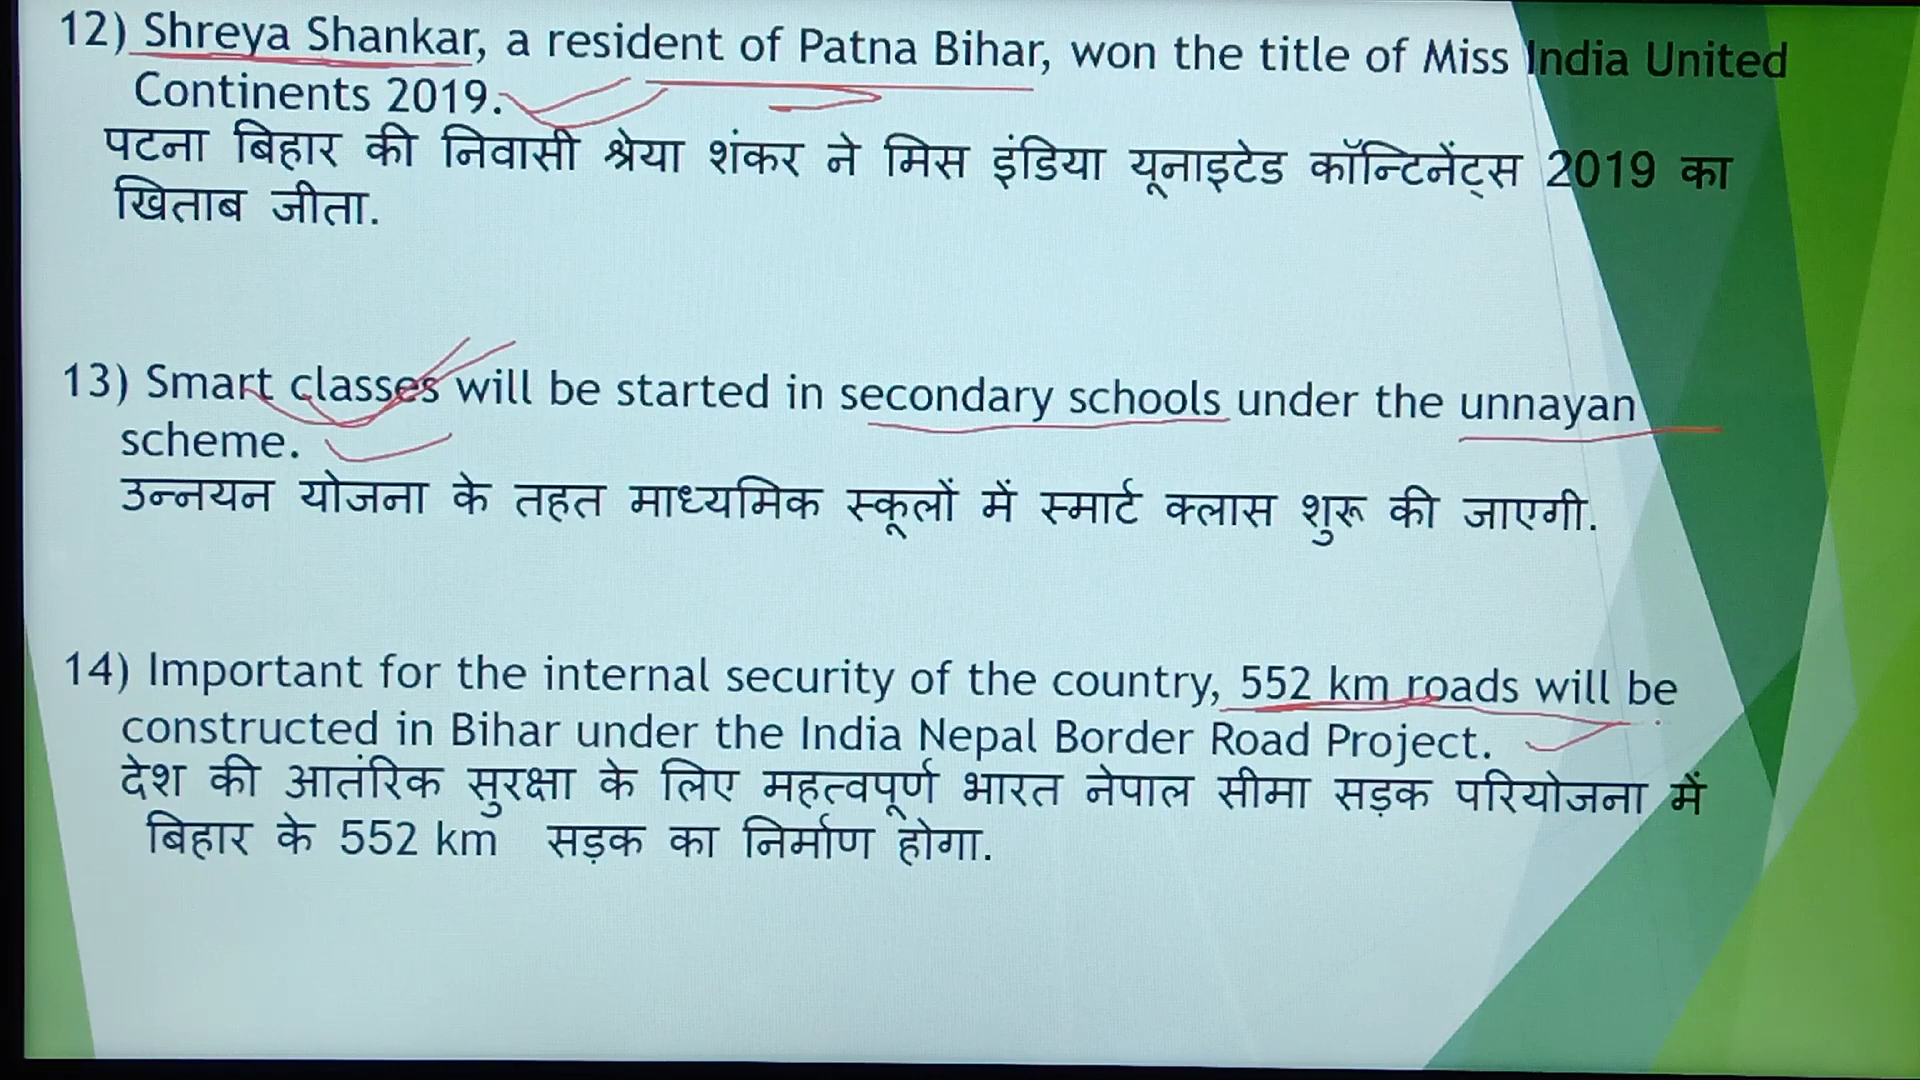 12) Shreya Shankar, a resident of Patna Bihar, won the title of Miss India United
Continents 2019.
पटना बिहार की निवासी श्रेया शंकर ने मिस इंडिया यूनाइटेड कॉन्टिनेंट्स 2019 का
खिताब जीता.
13) Smart classes will be started in secondary schools under the unnayan
scheme.
उन्नयन योजना के तहत माध्यमिक स्कूलों में स्मार्ट क्लास शुरू की जाएगी.
14) Important for the internal security of the country, 552 km roads will be
constructed in Bihar under the India Nepal Border Road Project.
देश की आतंरिक सुरक्षा के लिए महत्वपूर्ण भारत नेपाल सीमा सड़क परियोजना में
बिहार के 552 km सड़क का निर्माण होगा.